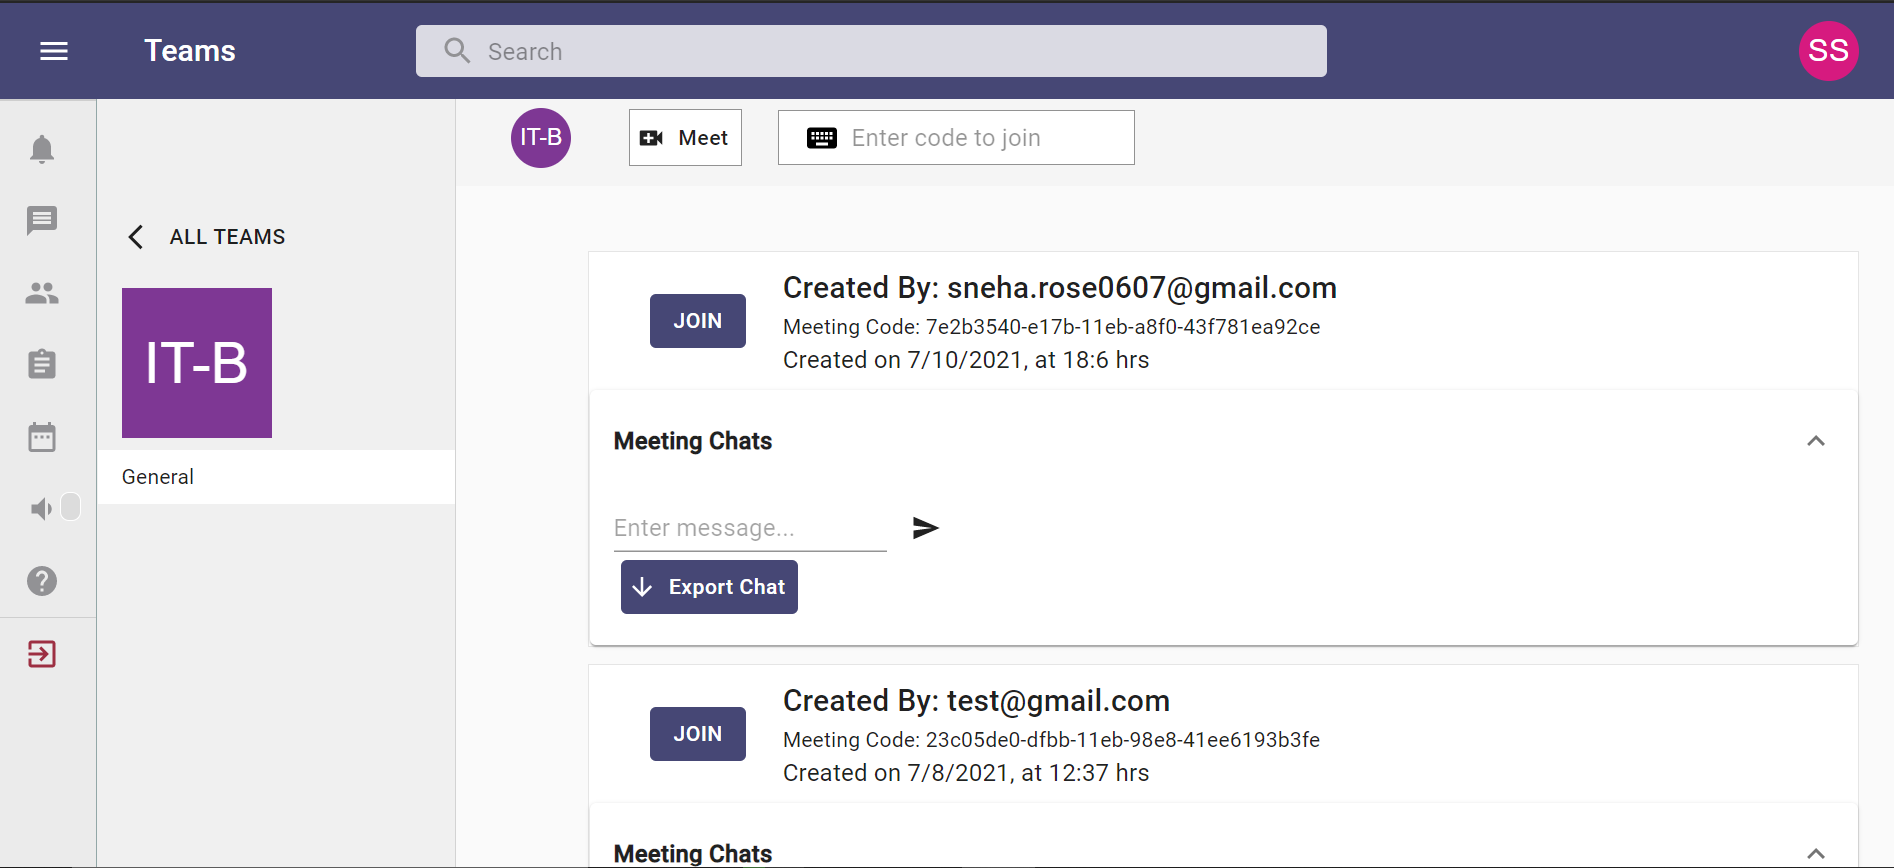 Teams
Search
SS
IT-B
Meet
Enter code to join
ALL TEAMS
IT-B
General
JOIN
Created By: sneha.rose0607@gmail.com
Meeting Code: 7e2b3540-e17b-11eb-a8f0-43f781ea92ce
Created on 7/10/2021, at 18:6 hrs
Meeting Chats
Enter message...
Export Chat
JOIN
Created By: test@gmail.com
Meeting Code: 23c05de0-dfbb-11eb-98e8-41ee6193b3fe
Created on 7/8/2021, at 12:37 hrs
Meeting Chats